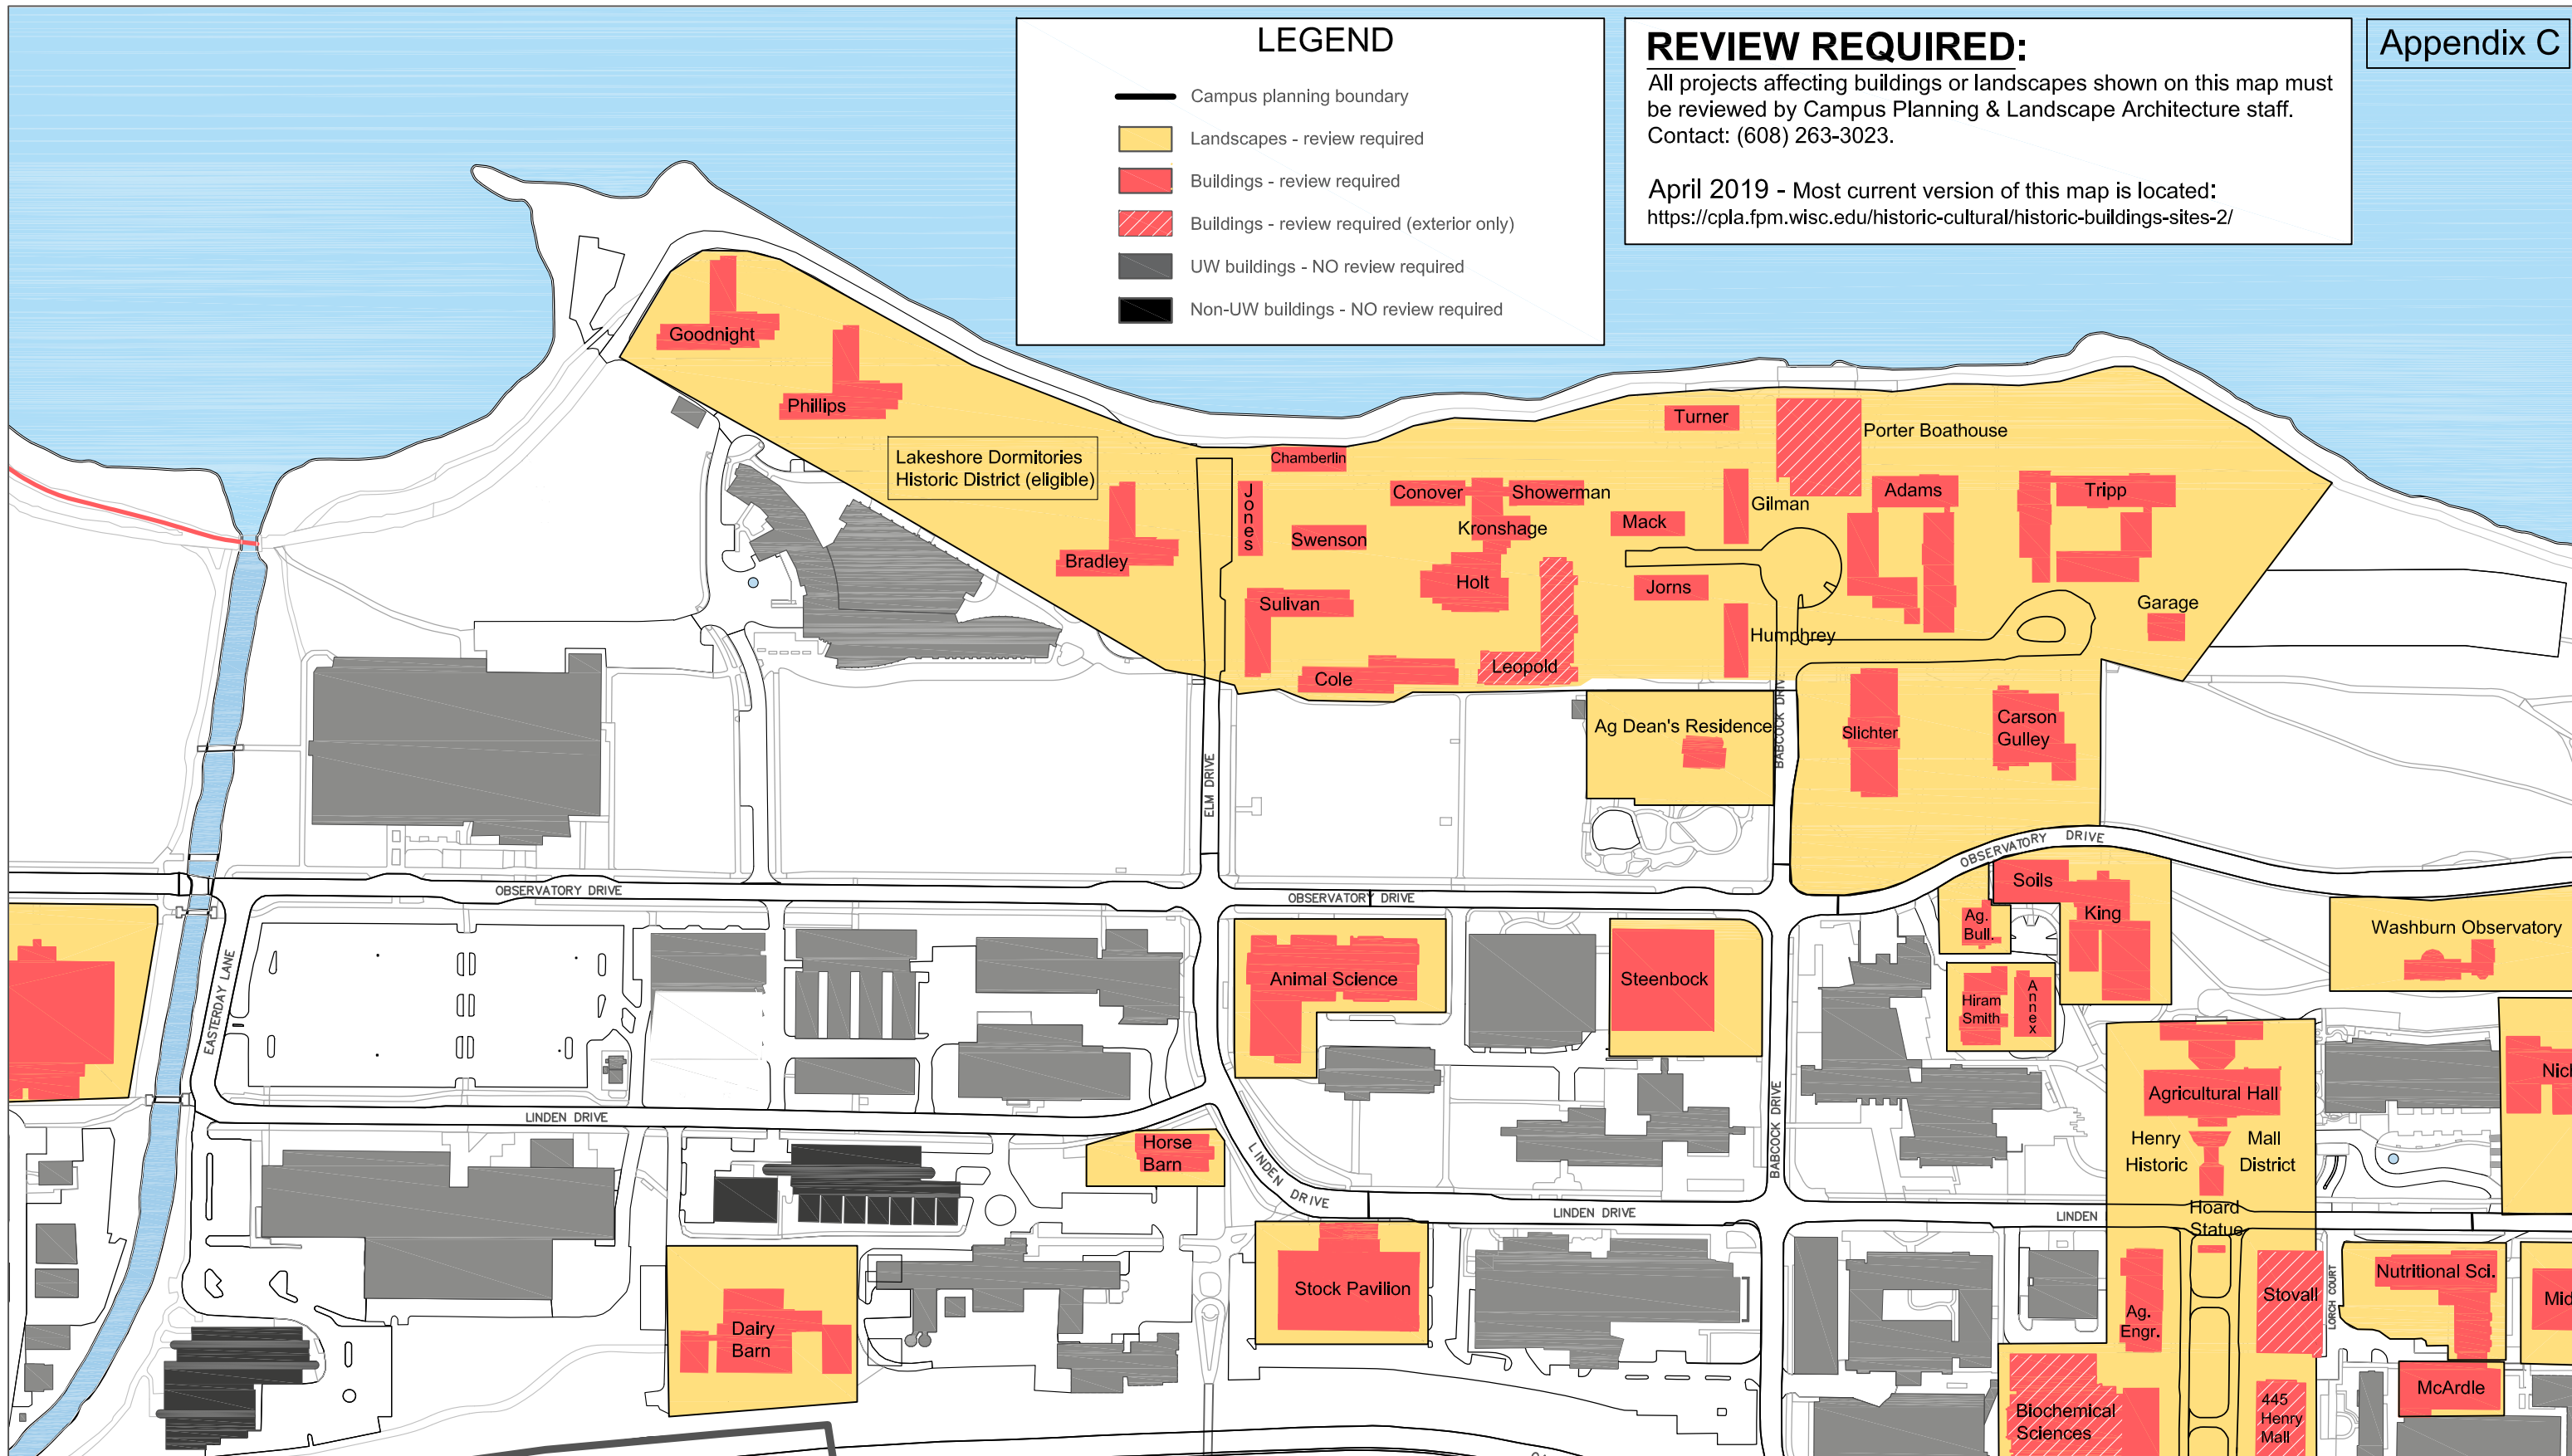 LEGEND
Campus planning boundary
Landscapes - review required
Buildings - review required
Buildings - review required (exterior only)
UW buildings - NO review required
Non-UW buildings - NO review required
REVIEW REQUIRED:
All projects affecting buildings or landscapes shown on this map must
be reviewed by Campus Planning & Landscape Architecture staff.
Contact: (608) 263-3023.
April 2019 - Most current version of this map is located:
https://cpla.fpm.wisc.edu/historic-cultural/historic-buildings-sites-2/
Appendix C
Goodnight
Phillips
Lakeshore Dormitories
Historic District (eligible)
Bradley
Chamberlin
Jones
Swenson
Sulivan
Cole
Conover
Showerman
Kronshage
Holt
Leopold
Turner
Mack
Gilman
Jorns
Humphrey
Porter Boathouse
Adams
Tripp
Garage
Ag Dean's Residence
BABCOCK DRIVE
Slichter
Carson
Gulley
ELM DRIVE
OBSERVATORY DRIVE
OBSERVATORY DRIVE
OBSERVATORY DRIVE
Soils
King
Ag.
Bull.
Hiram
Smith
Annex
Washburn Observatory
EASTERDAY LANE
Animal Science
Steenbock
Agricultural Hall
Henry Mall
Historic District
Hoard
Statue
LINDEN DRIVE
Horse
Barn
LINDEN DRIVE
LINDEN DRIVE
BABCOCK DRIVE
LINDEN
Dairy
Barn
Stock Pavilion
Ag.
Engr.
Stovall
LORCH COURT
Nutritional Sci.
McArdle
Biochemical
Sciences
445
Henry
Mall